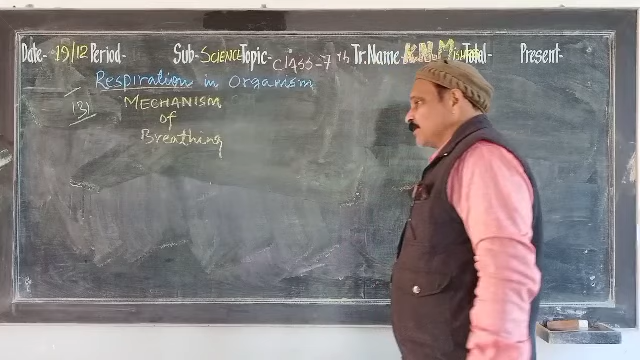 Date- 19/12 Period- Sub- SCIENCE Topic- CLASS-7th Tr.Name- K.N.M Total- Present-
Respiration in Organism
(3) MECHANISM
of
Breathing